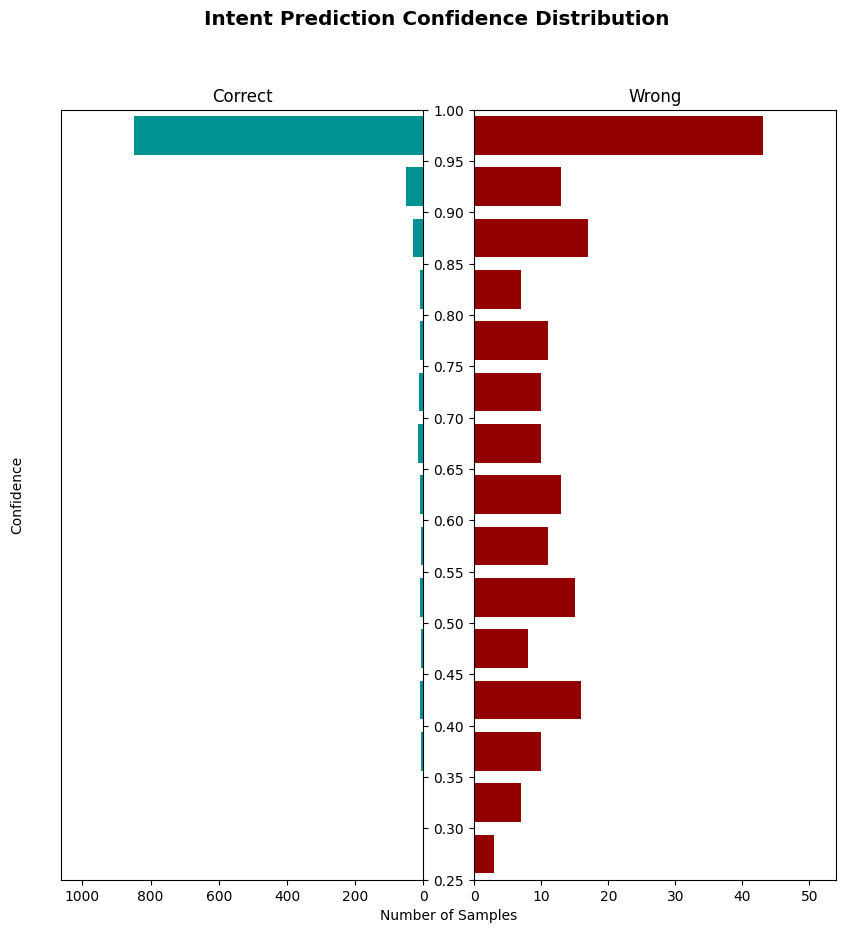 Intent Prediction Confidence Distribution
Correct
Wrong
1.00
0.95
0.90
0.85
0.80
0.75
0.70
0.65
0.60
0.55
0.50
0.45
0.40
0.35
0.30
0.25
Confidence
1000 800 600 400 200 0
0 10 20 30 40 50
Number of Samples